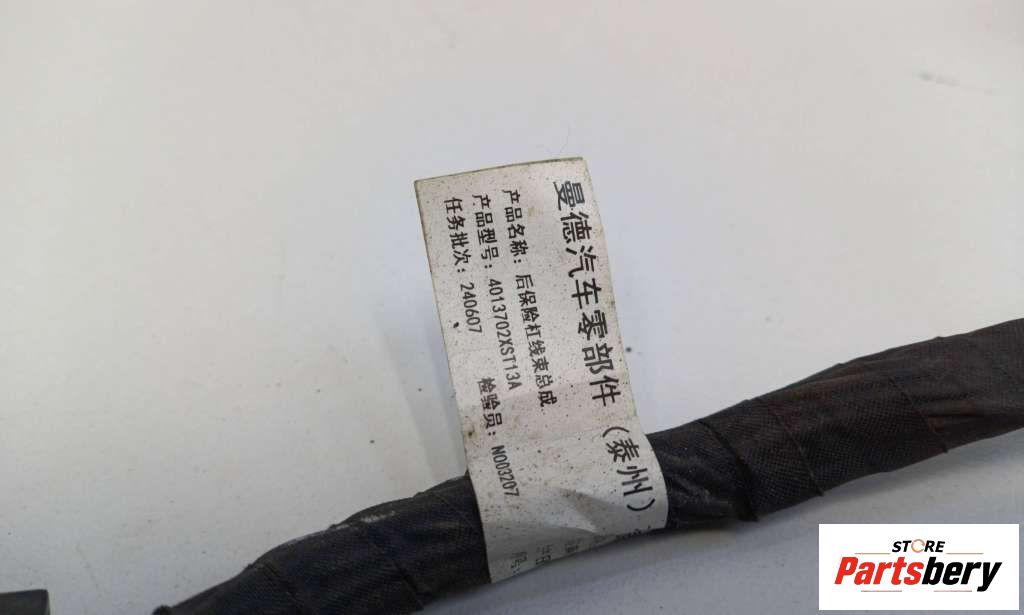 曼德汽车零部件（泰州）
产品名称：后保险杠线束总成
产品型号：4013702XST13A
任务批次：240607 检验员：N003207
STORE
Partsbery